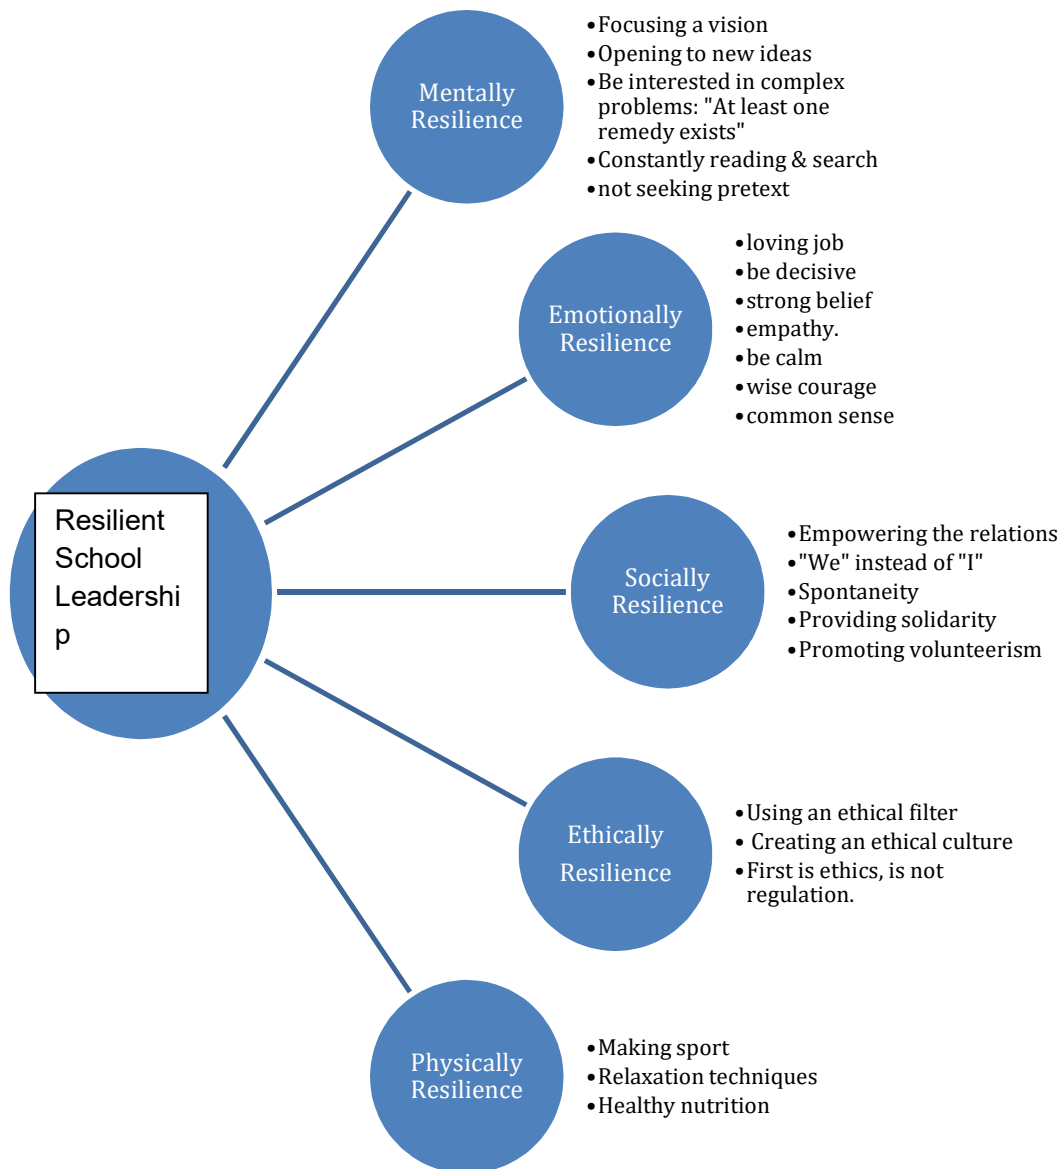 Resilient
School
Leadershi
p
Mentally
Resilience
•Focusing a vision
•Opening to new ideas
•Be interested in complex
problems: "At least one
remedy exists"
•Constantly reading & search
•not seeking pretext
Emotionally
Resilience
•loving job
•be decisive
•strong belief
•empathy.
•be calm
•wise courage
•common sense
Socially
Resilience
•Empowering the relations
•"We" instead of "I"
•Spontaneity
•Providing solidarity
•Promoting volunteerism
Ethically
Resilience
•Using an ethical filter
• Creating an ethical culture
•First is ethics, is not
regulation.
Physically
Resilience
•Making sport
•Relaxation techniques
•Healthy nutrition